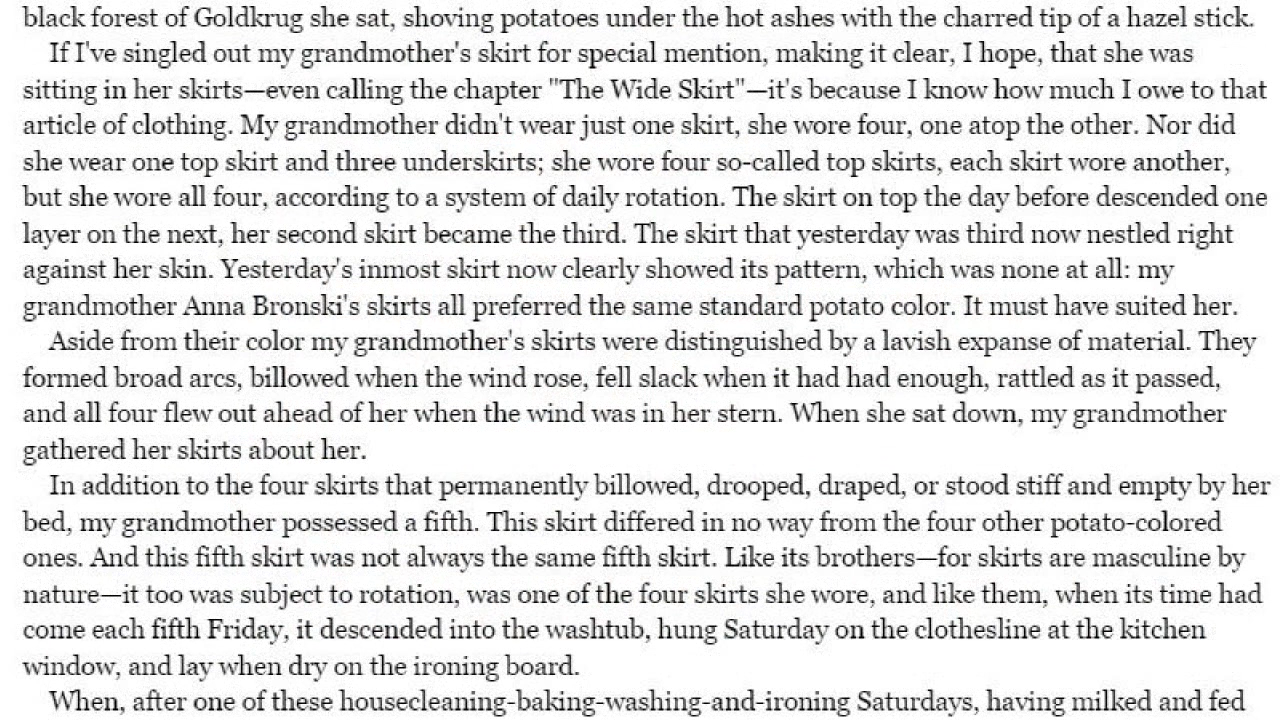 black forest of Goldkrug she sat, shoving potatoes under the hot ashes with the charred tip of a hazel stick.
If I've singled out my grandmother's skirt for special mention, making it clear, I hope, that she was
sitting in her skirts—even calling the chapter "The Wide Skirt"—it's because I know how much I owe to that
article of clothing. My grandmother didn't wear just one skirt, she wore four, one atop the other. Nor did
she wear one top skirt and three underskirts; she wore four so-called top skirts, each skirt wore another,
but she wore all four, according to a system of daily rotation. The skirt on top the day before descended one
layer on the next, her second skirt became the third. The skirt that yesterday was third now nestled right
against her skin. Yesterday's inmost skirt now clearly showed its pattern, which was none at all: my
grandmother Anna Bronski's skirts all preferred the same standard potato color. It must have suited her.
Aside from their color my grandmother's skirts were distinguished by a lavish expanse of material. They
formed broad arcs, billowed when the wind rose, fell slack when it had had enough, rattled as it passed,
and all four flew out ahead of her when the wind was in her stern. When she sat down, my grandmother
gathered her skirts about her.
In addition to the four skirts that permanently billowed, drooped, draped, or stood stiff and empty by her
bed, my grandmother possessed a fifth. This skirt differed in no way from the four other potato-colored
ones. And this fifth skirt was not always the same fifth skirt. Like its brothers—for skirts are masculine by
nature—it too was subject to rotation, was one of the four skirts she wore, and like them, when its time had
come each fifth Friday, it descended into the washtub, hung Saturday on the clothesline at the kitchen
window, and lay when dry on the ironing board.
When, after one of these housecleaning-baking-washing-and-ironing Saturdays, having milked and fed